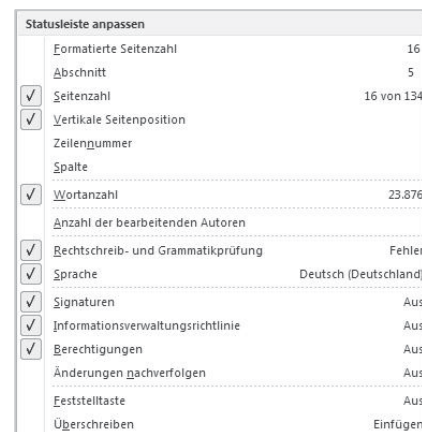 Statusleiste anpassen
Formatierte Seitenzahl 16
Abschnitt 5
Seitenzahl 16 von 134
Vertikale Seitenposition
Zeilennummer
Spalte
Wortanzahl 23.876
Anzahl der bearbeitenden Autoren
Rechtschreib- und Grammatikprüfung Fehler
Sprache Deutsch (Deutschland)
Signaturen Aus
Informationsverwaltungsrichtlinie Aus
Berechtigungen Aus
Änderungen nachverfolgen Aus
Feststelltaste Aus
Überschreiben Einfügen